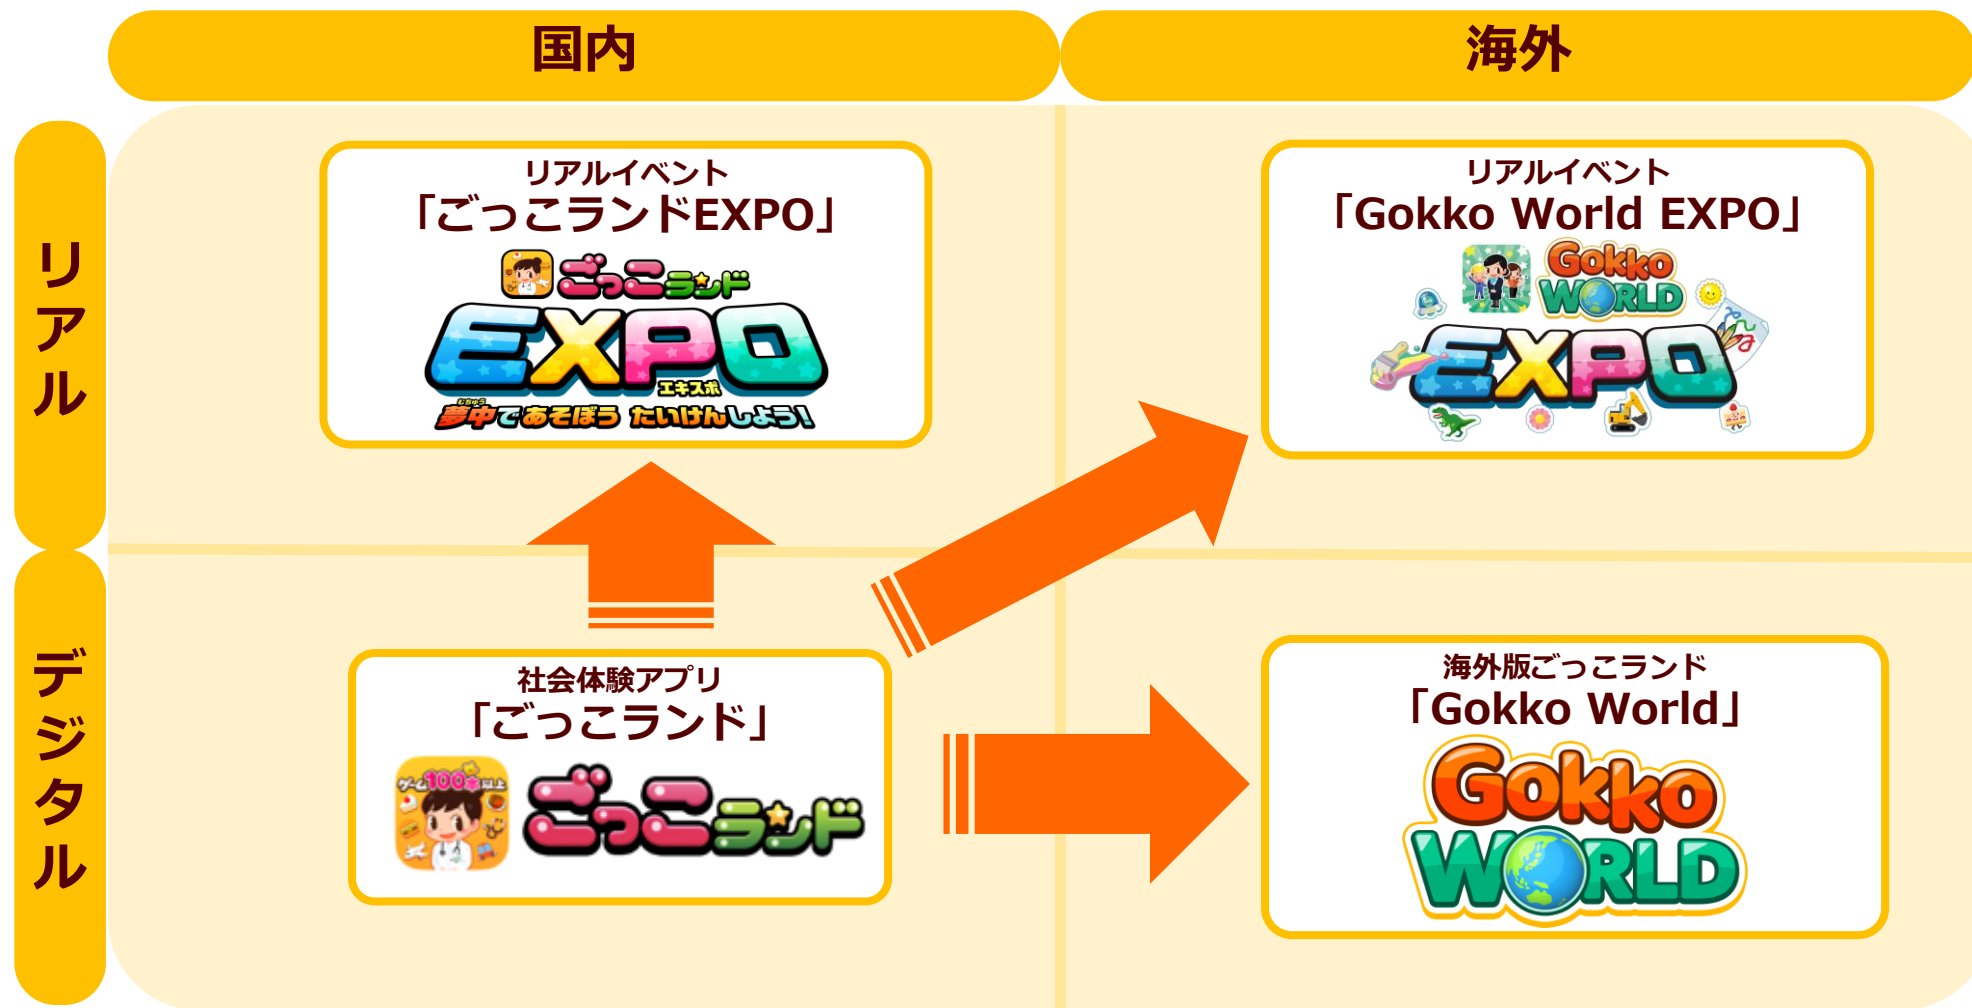 国内
海外
リアル
リアルイベント
「ごっこランドEXPO」
ごっこランド
EXPO
エキスポ
むちゅう
夢中であそぼう たいけんしよう!
リアルイベント
「Gokko World EXPO」
Gokko
WORLD
EXPO
デジタル
社会体験アプリ
「ごっこランド」
ゲーム100本以上
ごっこランド
海外版ごっこランド
「Gokko World」
Gokko
WORLD